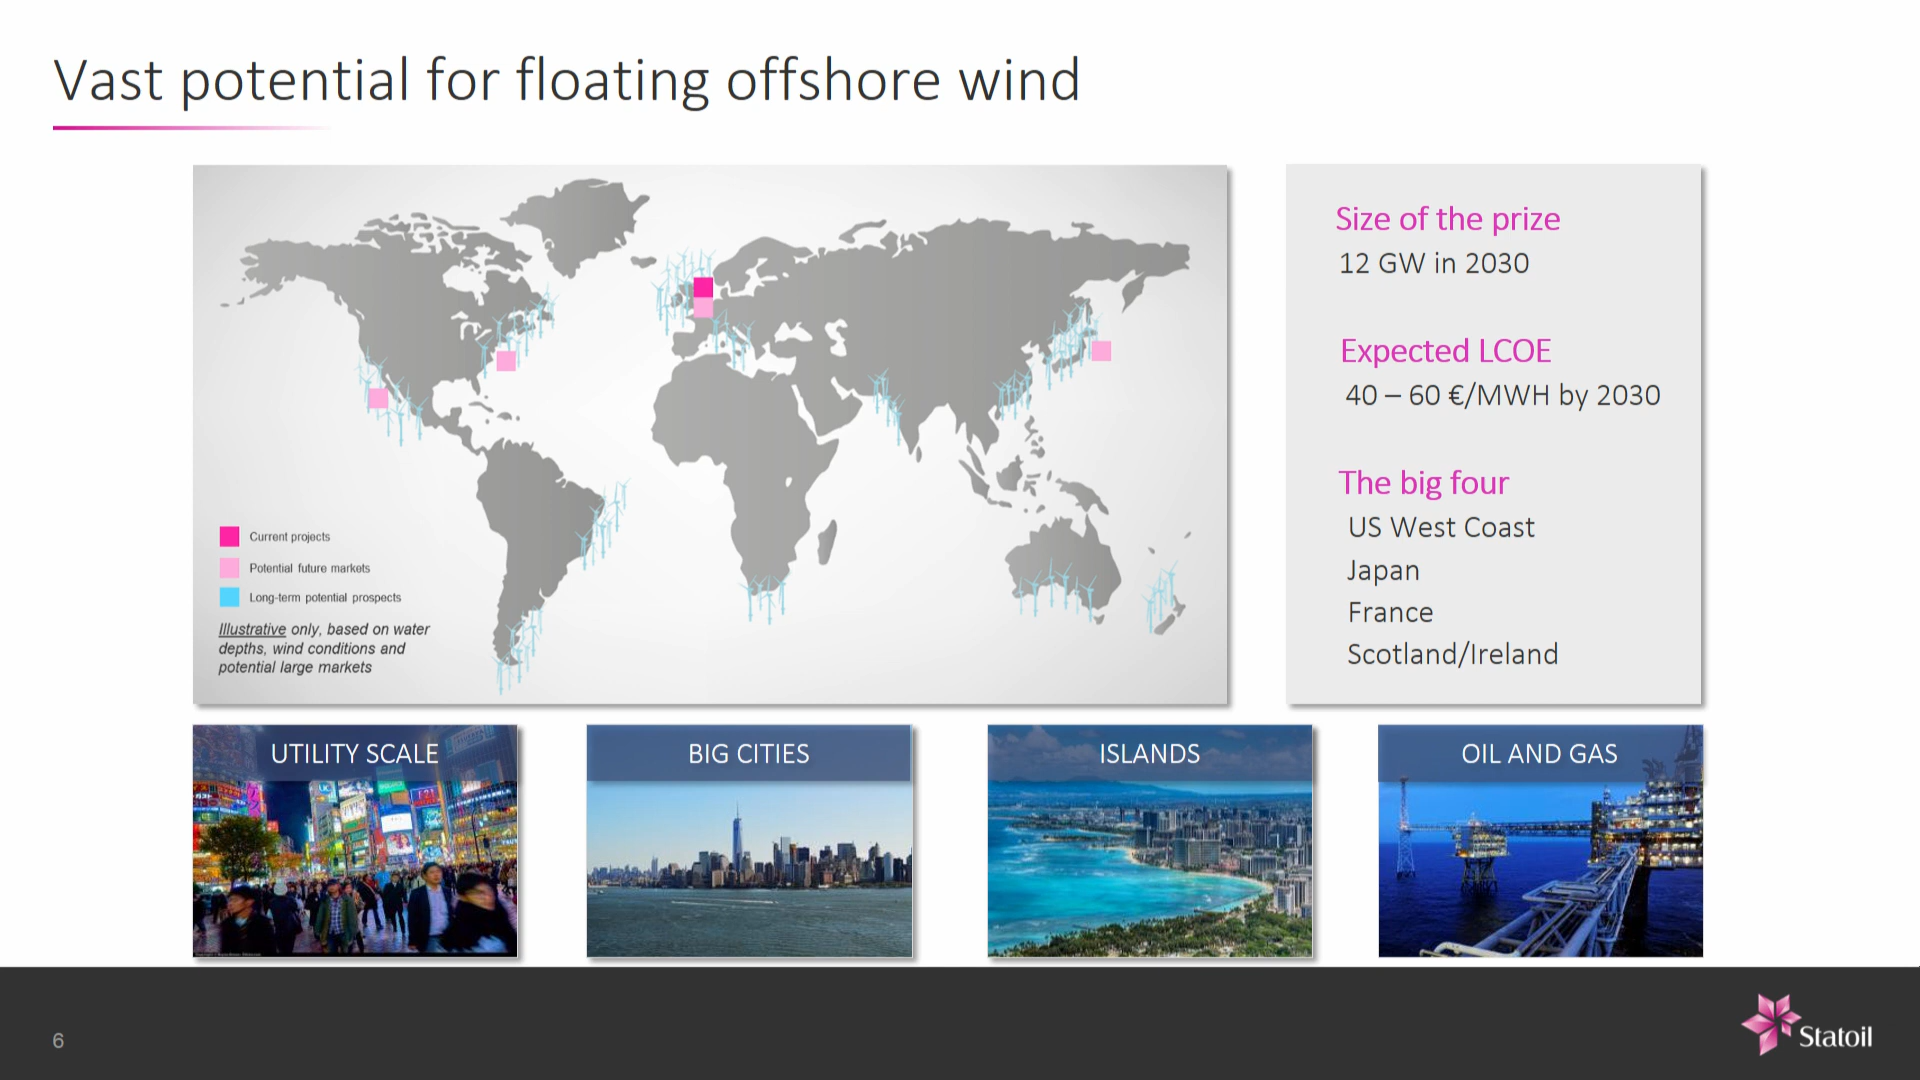 Vast potential for floating offshore wind
Current projects
Potential future markets
Long-term potential prospects
Illustrative only, based on water
depths, wind conditions and
potential large markets
Size of the prize
12 GW in 2030
Expected LCOE
40 – 60 €/MWH by 2030
The big four
US West Coast
Japan
France
Scotland/Ireland
UTILITY SCALE
BIG CITIES
ISLANDS
OIL AND GAS
6
Statoil